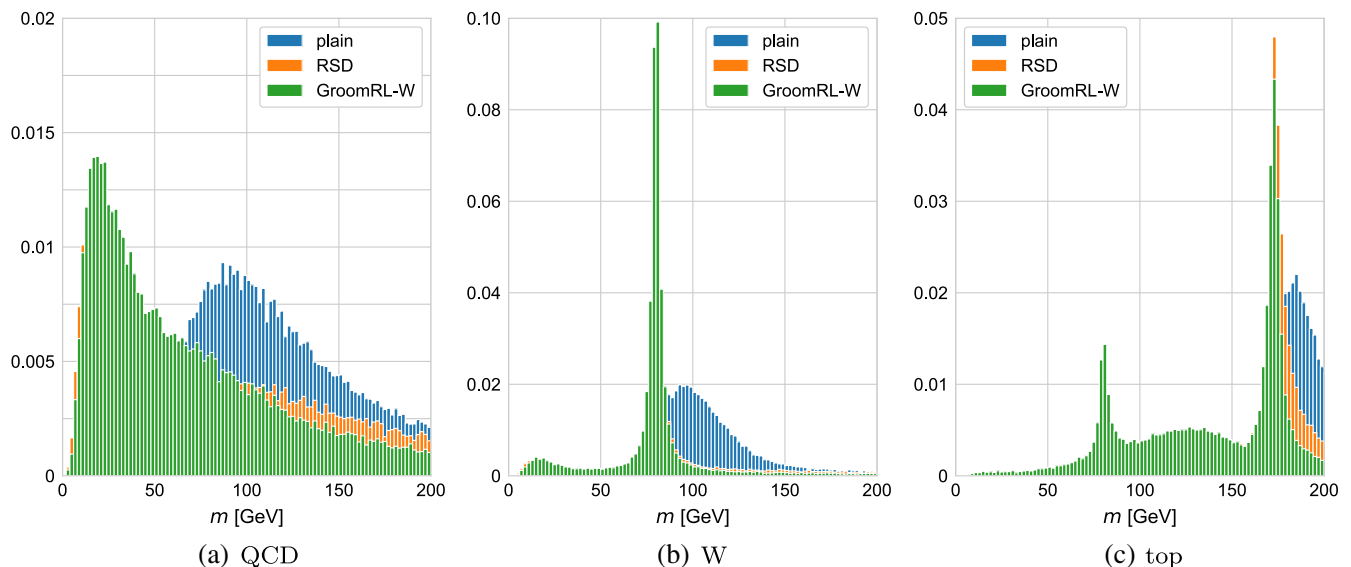 0.02
0.015
0.01
0.005
0
0 50 100 150 200
m [GeV]
plain
RSD
GroomRL-W
(a) QCD
0.10
0.08
0.06
0.04
0.02
0
0 50 100 150 200
m [GeV]
plain
RSD
GroomRL-W
(b) W
0.05
0.04
0.03
0.02
0.01
0
0 50 100 150 200
m [GeV]
plain
RSD
GroomRL-W
(c) top